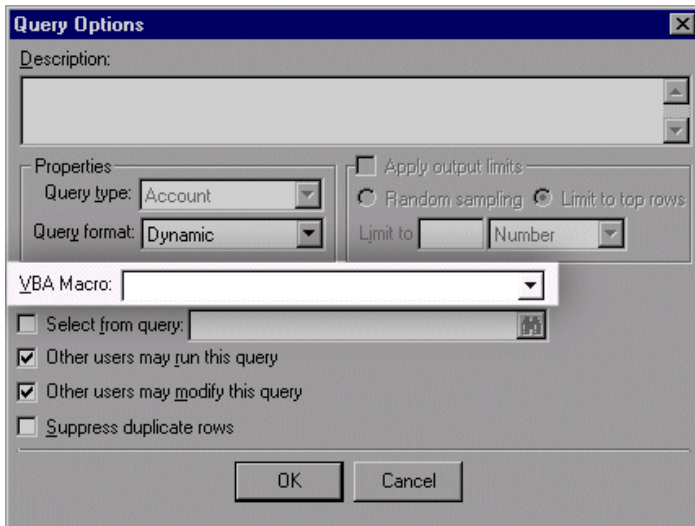 Query Options
Description:
Properties
Apply output limits
Query type: Account
Random sampling Limit to top rows
Query format: Dynamic
Limit to Number
VBA Macro:
Select from query:
Other users may run this query
Other users may modify this query
Suppress duplicate rows
OK Cancel